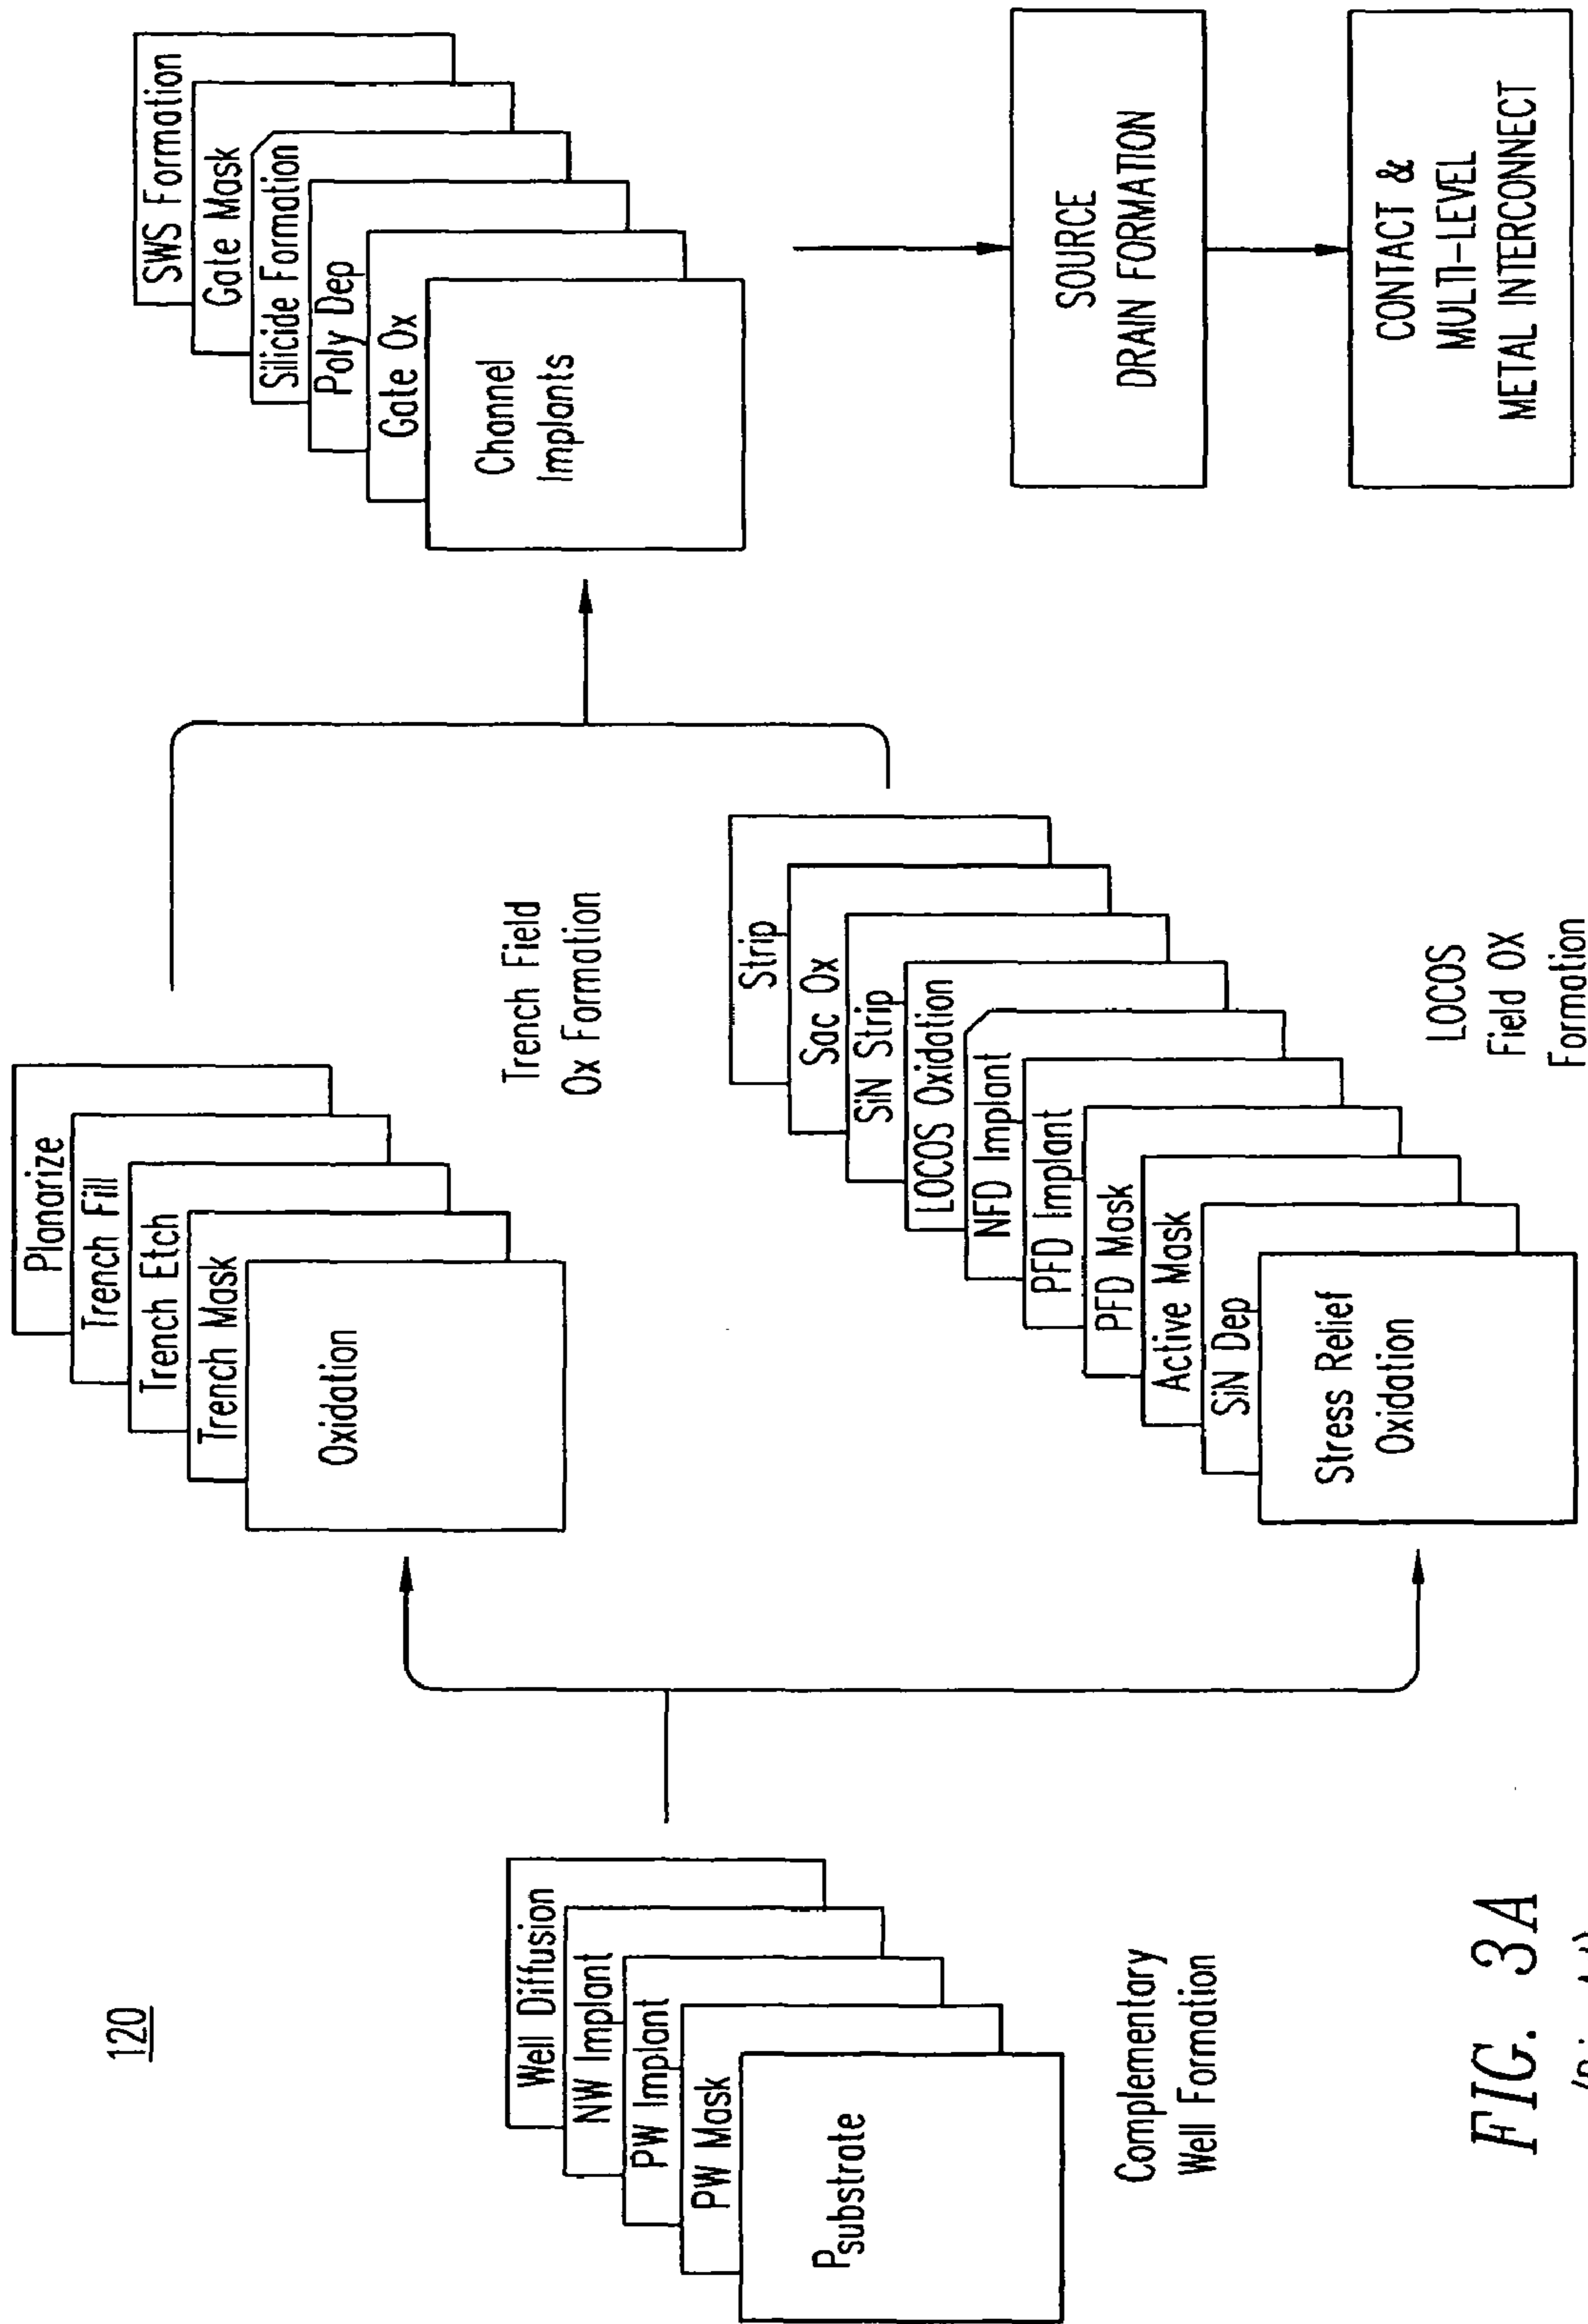 120
Well Diffusion
NW Implant
PW Implant
PW Mask
Psubstrate
Complementary
Well Formation
Planarize
Trench Fill
Trench Etch
Trench Mask
Oxidation
Trench Field
Ox Formation
Strip
Sac Ox
SiN Strip
LOCOS Oxidation
NFD Implant
PFD Implant
PFD Mask
Active Mask
SiN Dep
Stress Relief
Oxidation
LOCOS
Field OX
Formation
SWS Formation
Gate Mask
Silicide Formation
Poly Dep
Gate Ox
Channel
Implants
SOURCE
DRAIN FORMATION
CONTACT &
MULTI-LEVEL
METAL INTERCONNECT
FIG. 3A